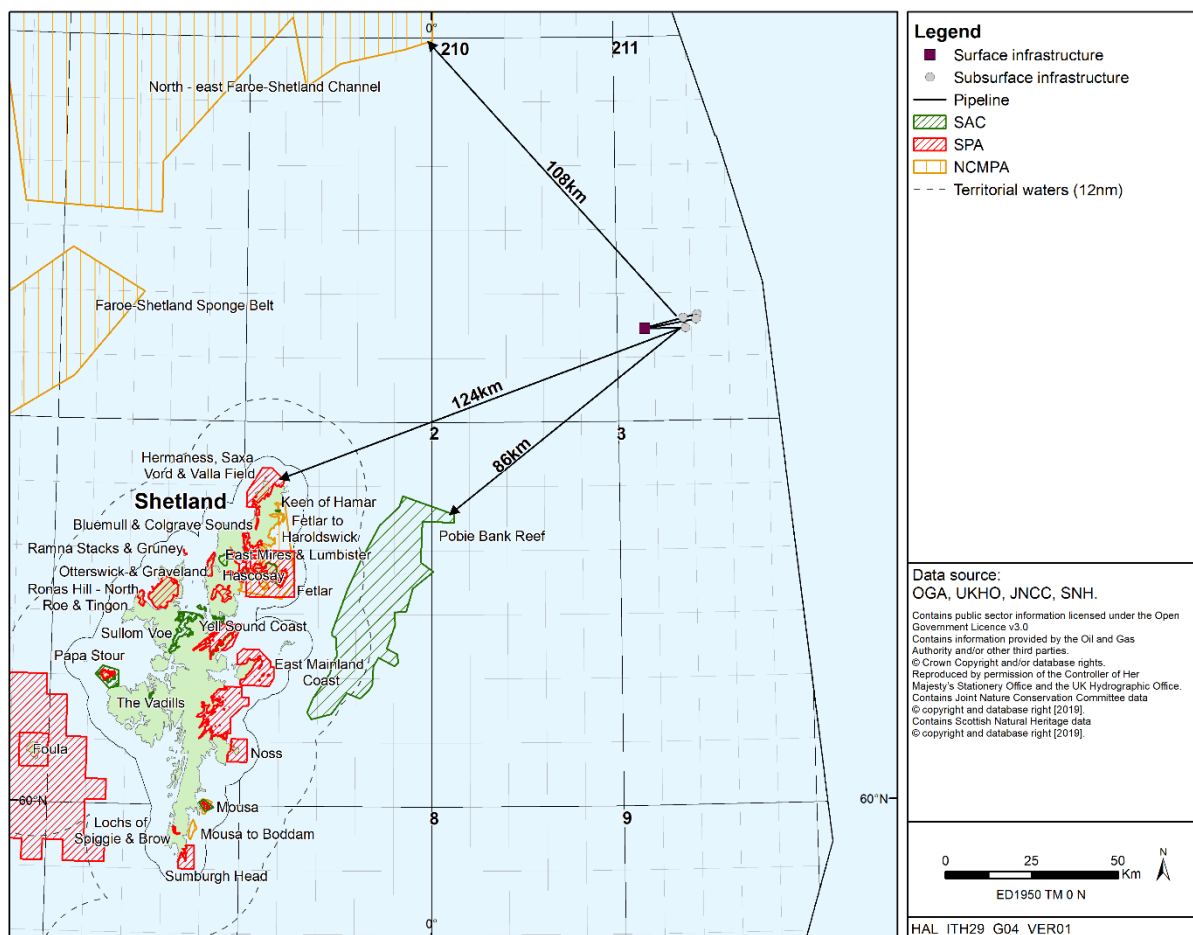 0°
210
211
North - east Faroe-Shetland Channel
108km
Faroe-Shetland Sponge Belt
124km
2
3
86km
Hermaness, Saxa
Vord & Valla Field
Shetland
Keen of Hamar
Bluemull & Colgrave Sounds
Fetlar to
Haroldswick
Pobie Bank Reef
Ramna Stacks & Gruney
East Mires & Lumbister
Otterswick & Graveland
Hascosay
Ronas Hill - North
Roe & Tingon
Fetlar
Sullom Voe
Yell Sound Coast
Papa Stour
East Mainland
Coast
The Vadills
Foula
Noss
60°N
60°N
Mousa
8
9
Lochs of
Spiggie & Brow
Mousa to Boddam
Sumburgh Head
0°
Legend
Surface infrastructure
Subsurface infrastructure
Pipeline
SAC
SPA
NCMPA
Territorial waters (12nm)
Data source:
OGA, UKHO, JNCC, SNH.
Contains public sector information licensed under the Open
Government Licence v3.0
Contains information provided by the Oil and Gas
Authority and/or other third parties.
© Crown Copyright and/or database rights.
Reproduced by permission of the Controller of Her
Majesty's Stationery Office and the UK Hydrographic Office.
Contains Joint Nature Conservation Committee data
© copyright and database right [2019].
Contains Scottish Natural Heritage data
© copyright and database right [2019].
0 25 50
Km
N
ED1950 TM 0 N
HAL_ITH29_G04_VER01